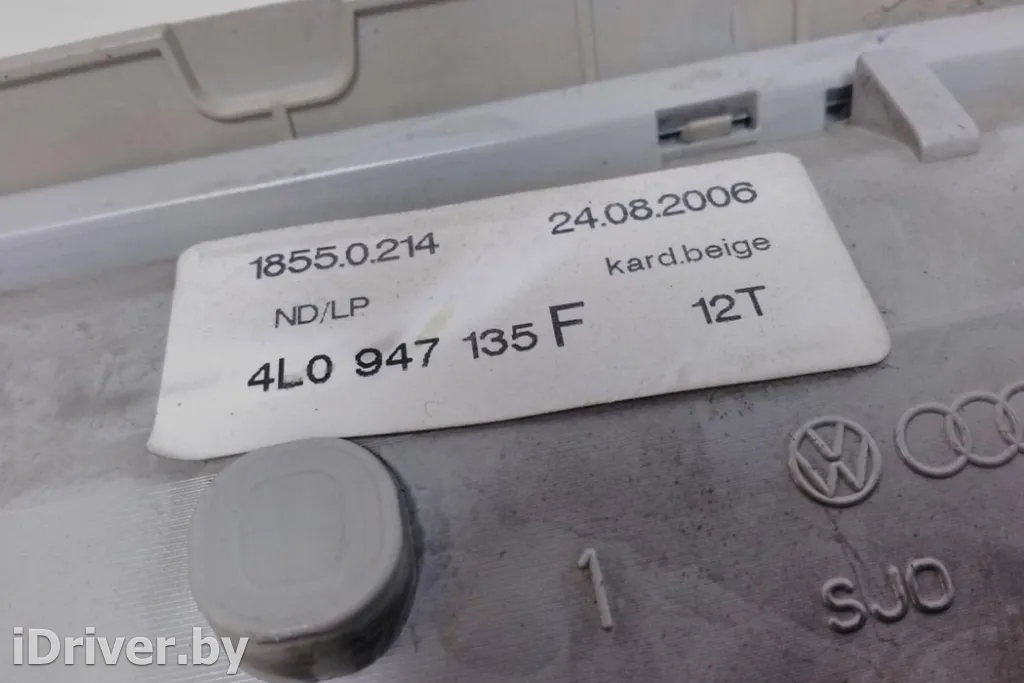 1855.0.214 24.08.2006
ND/LP kard.beige
4L0 947 135 F 12T
1 SJO
iDriver.by